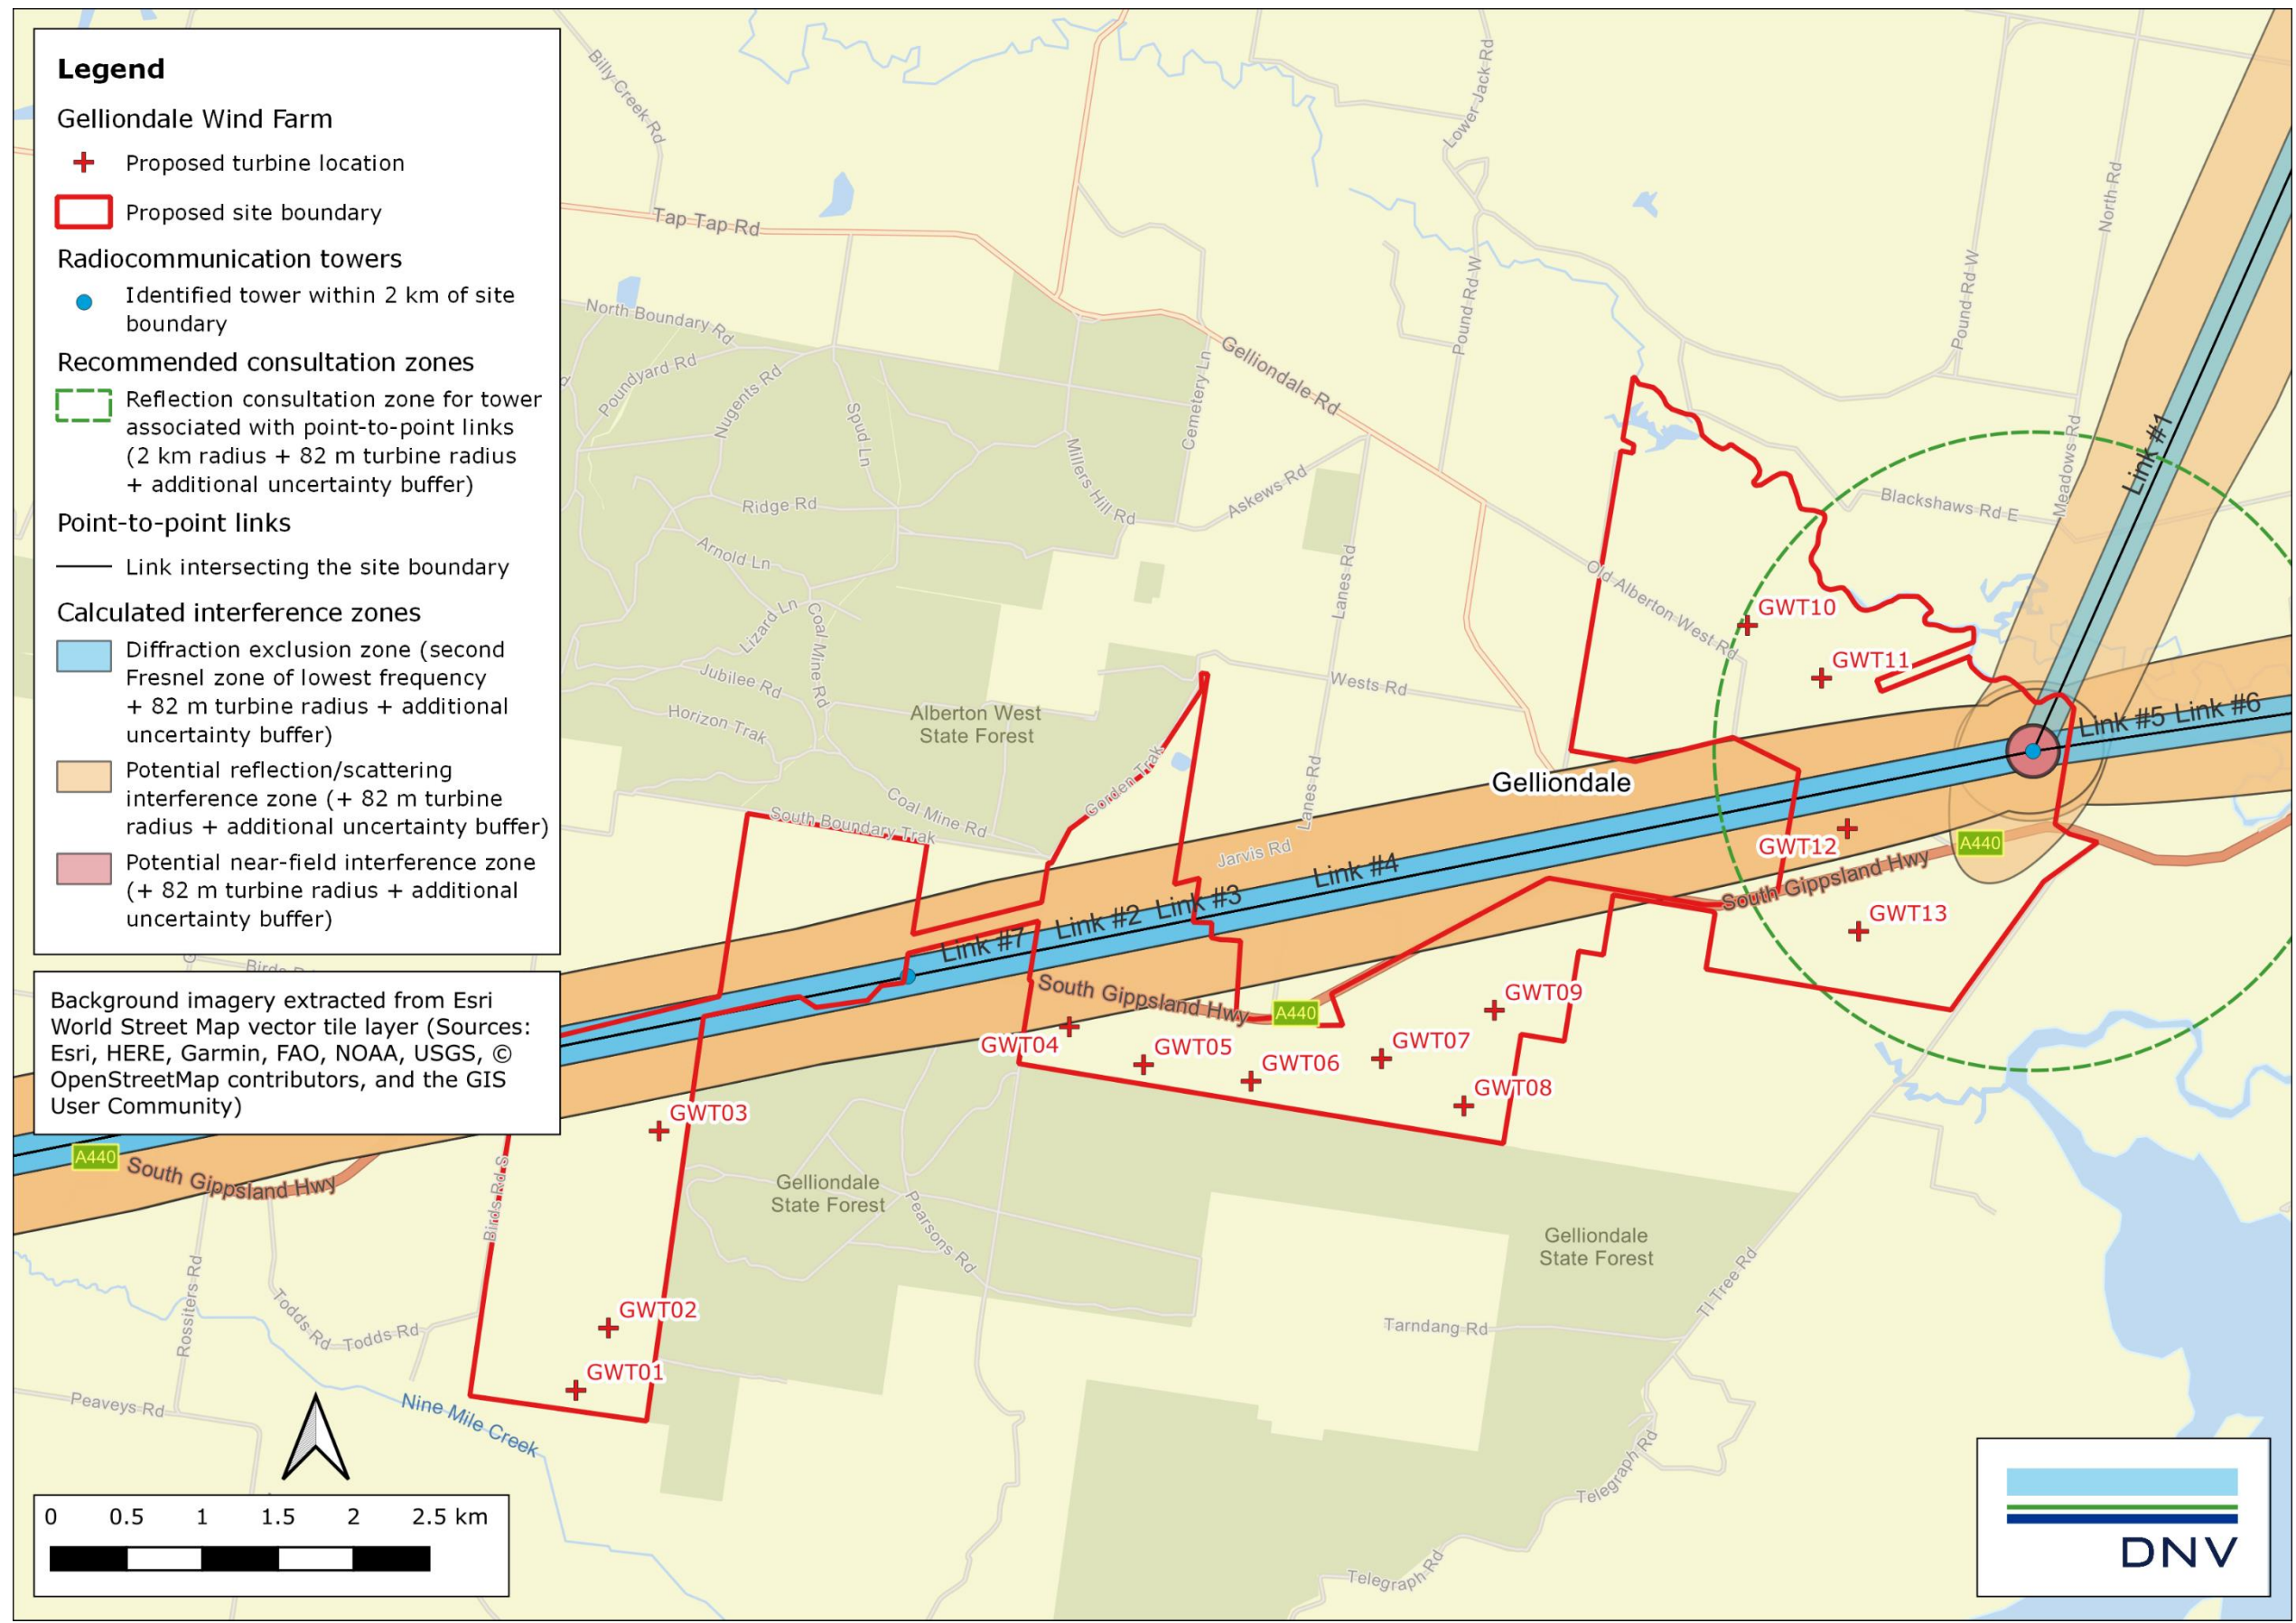 Legend
Gelliondale Wind Farm
Proposed turbine location
Proposed site boundary
Radiocommunication towers
Identified tower within 2 km of site
boundary
Recommended consultation zones
Reflection consultation zone for tower
associated with point-to-point links
(2 km radius + 82 m turbine radius
+ additional uncertainty buffer)
Point-to-point links
Link intersecting the site boundary
Calculated interference zones
Diffraction exclusion zone (second
Fresnel zone of lowest frequency
+ 82 m turbine radius + additional
uncertainty buffer)
Potential reflection/scattering
interference zone (+ 82 m turbine
radius + additional uncertainty buffer)
Potential near-field interference zone
(+ 82 m turbine radius + additional
uncertainty buffer)
Background imagery extracted from Esri
World Street Map vector tile layer (Sources:
Esri, HERE, Garmin, FAO, NOAA, USGS, ©
OpenStreetMap contributors, and the GIS
User Community)
Billy Creek Rd
Lower Jack Rd
Tap Tap Rd
North Rd
Pound Rd W
Pound Rd W
North Boundary Rd
Gelliondale Rd
Cemetery Ln
Poundyard Rd
Nugents Rd
Spud Ln
Millers Hill Rd
Askews Rd
Ridge Rd
Meadows Rd
Link #1
Blackshaws Rd E
Arnold Ln
Lanes Rd
Old Alberton West Rd
Lizard Ln
Coal Mine Rd
GWT10
GWT11
Jubilee Rd
Wests Rd
Horizon Trak
Alberton West
State Forest
Link #5
Link #6
Gorden Trak
Gelliondale
Lanes Rd
Coal Mine Rd
South Boundary Trak
Jarvis Rd
GWT12
A440
South Gippsland Hwy
Link #4
Link #3
Link #2
Link #7
GWT13
South Gippsland Hwy
A440
GWT09
GWT04
GWT05
GWT06
GWT07
GWT08
GWT03
A440
South Gippsland Hwy
Birds Rd S
Gelliondale
State Forest
Pearsons Rd
Gelliondale
State Forest
Rossiters Rd
Todds Rd
Todds Rd
GWT02
GWT01
Tarndang Rd
TI Tree Rd
Peaveys Rd
Nine Mile Creek
Telegraph Rd
Telegraph Rd
0 0.5 1 1.5 2 2.5 km
DNV